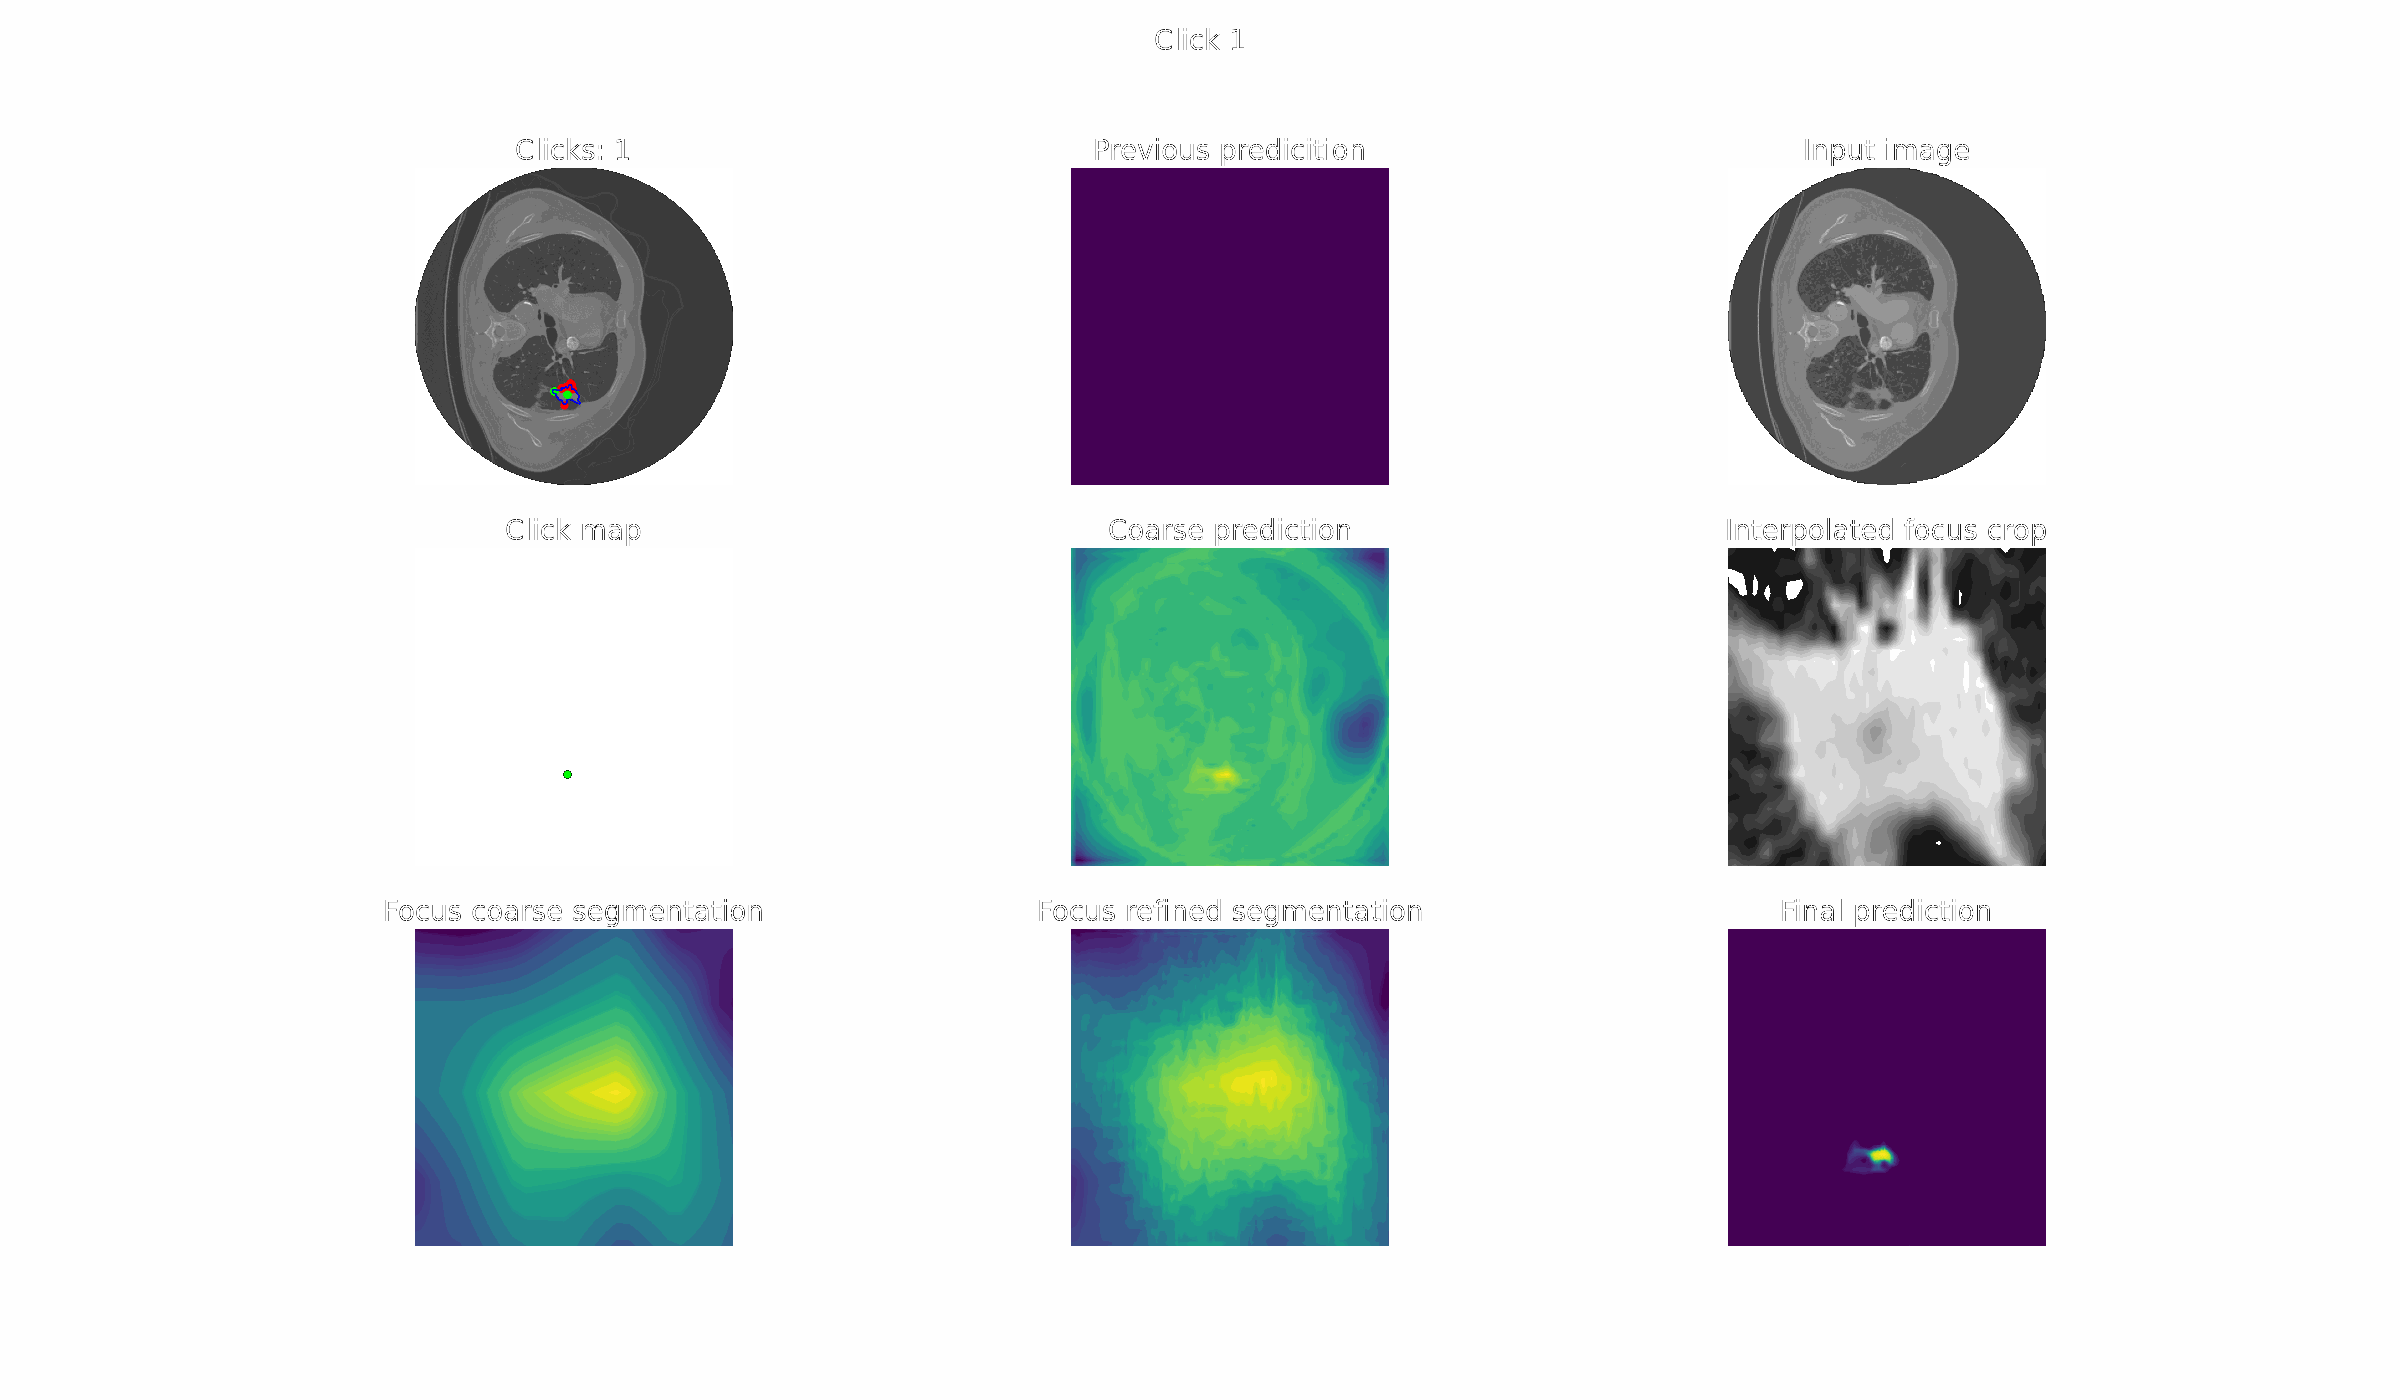 Click 1
Clicks: 1
Previous predicition
Input image
Click map
Coarse prediction
Interpolated focus crop
Focus coarse segmentation
Focus refined segmentation
Final prediction